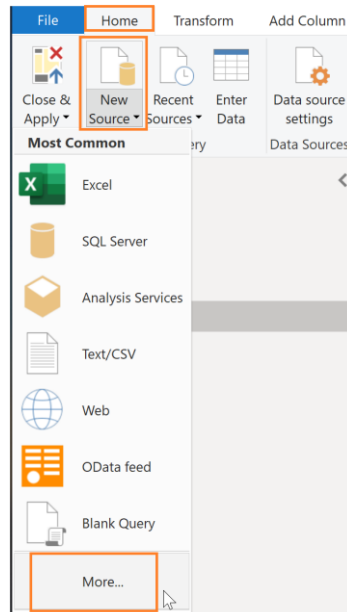 File Home Transform Add Column
Close & New Recent Enter Data source
Apply Source Sources Data settings
Most Common ery Data Sources
Excel
X
SQL Server
Analysis Services
Text/CSV
Web
OData feed
Blank Query
More...